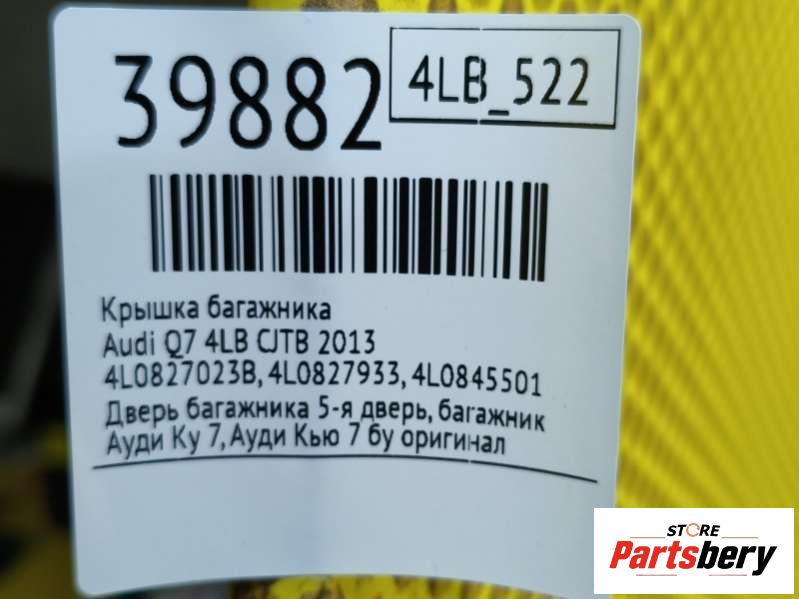 39882
4LB_522
Крышка багажника
Audi Q7 4LB CJTB 2013
4L0827023B, 4L0827933, 4L0845501
Дверь багажника 5-я дверь, багажник
Ауди Ку 7, Ауди Кью 7 бу оригинал
STORE
Partsbery